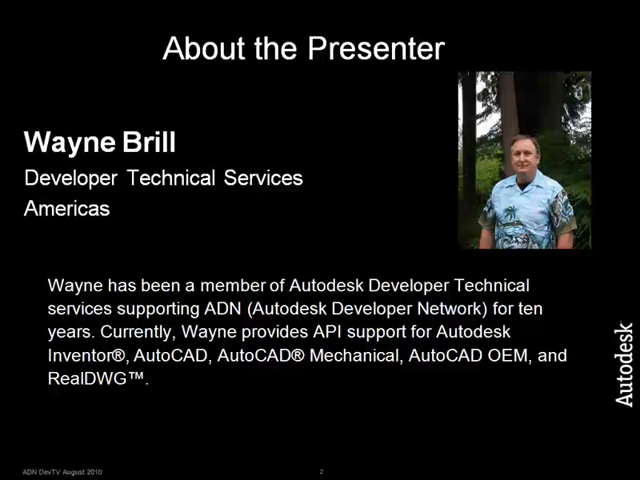 About the Presenter
Wayne Brill
Developer Technical Services
Americas
Wayne has been a member of Autodesk Developer Technical
services supporting ADN (Autodesk Developer Network) for ten
years. Currently, Wayne provides API support for Autodesk
Inventor®, AutoCAD, AutoCAD® Mechanical, AutoCAD OEM, and
RealDWG™.
Autodesk
ADN DevTV August 2010
2